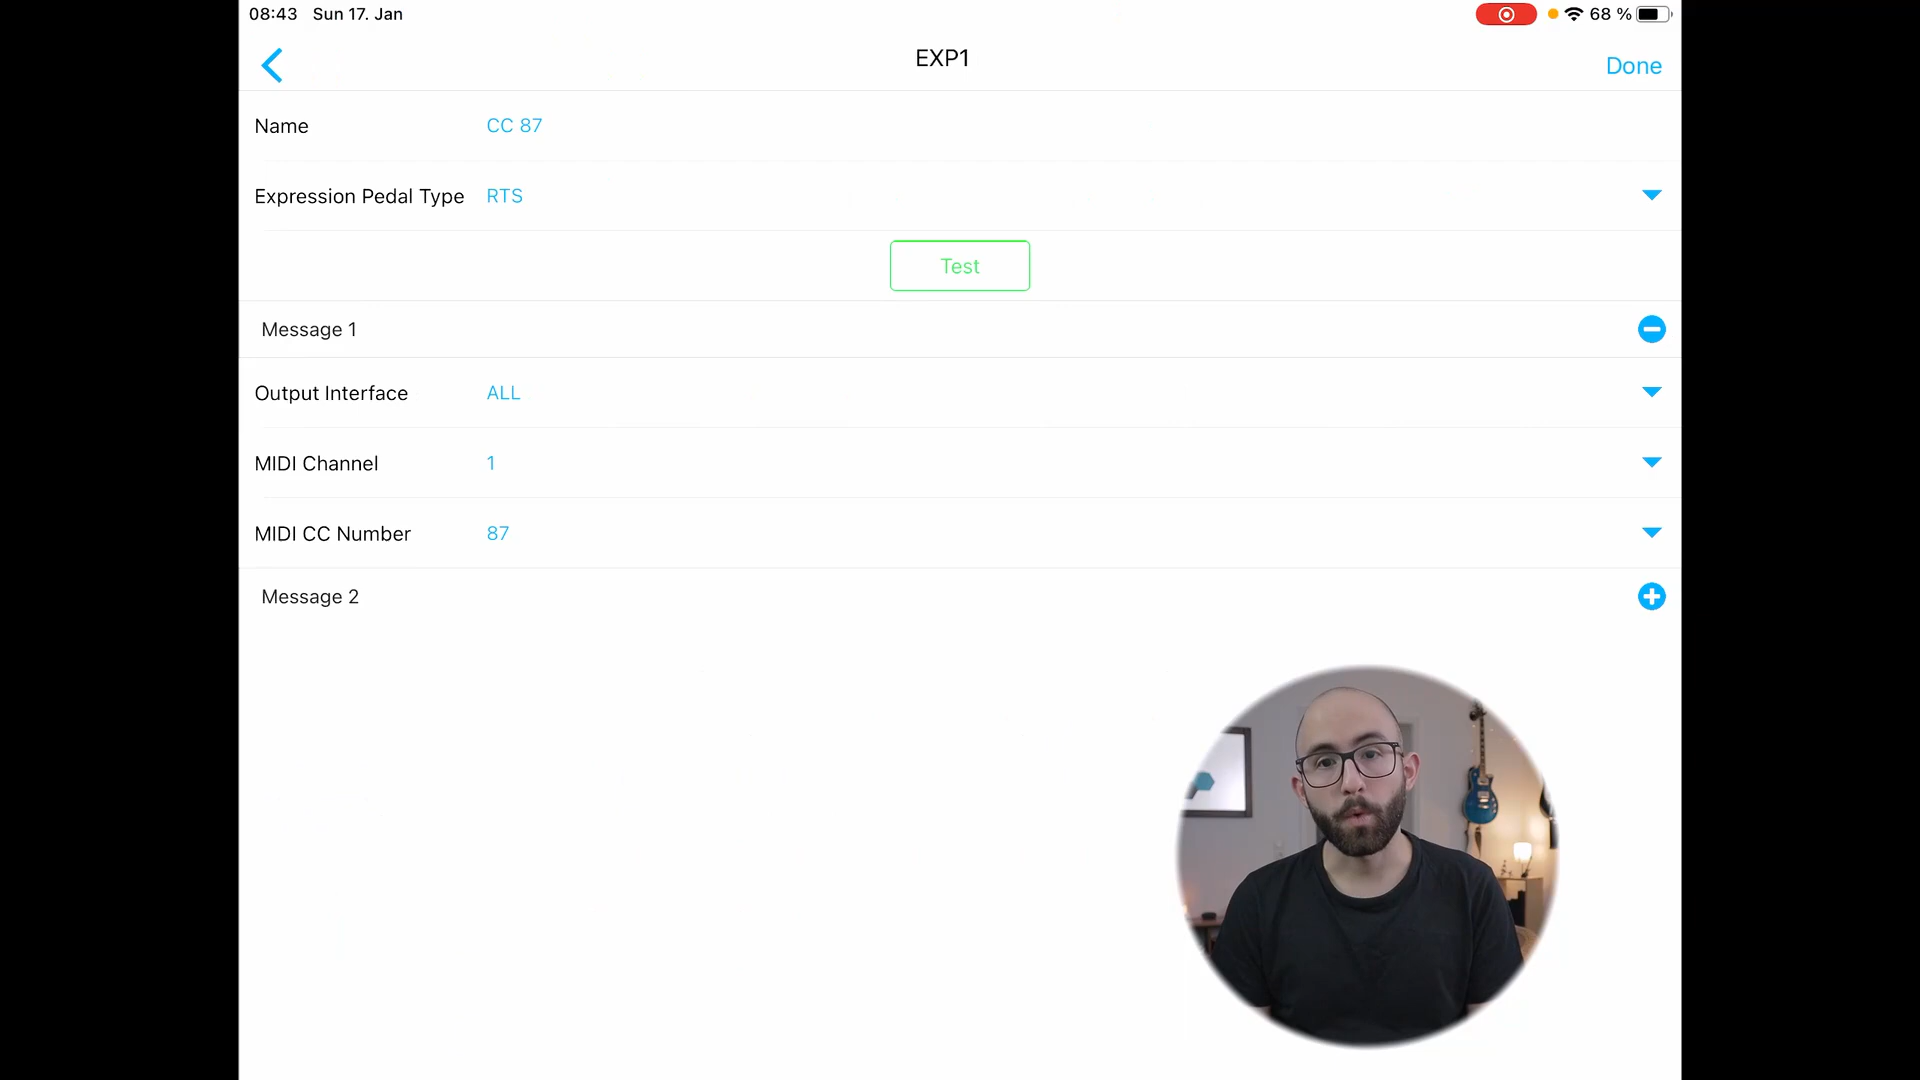 08:43 Sun 17. Jan 68 %
EXP1
Done
Name CC 87
Expression Pedal Type RTS
Test
Message 1
Output Interface ALL
MIDI Channel 1
MIDI CC Number 87
Message 2